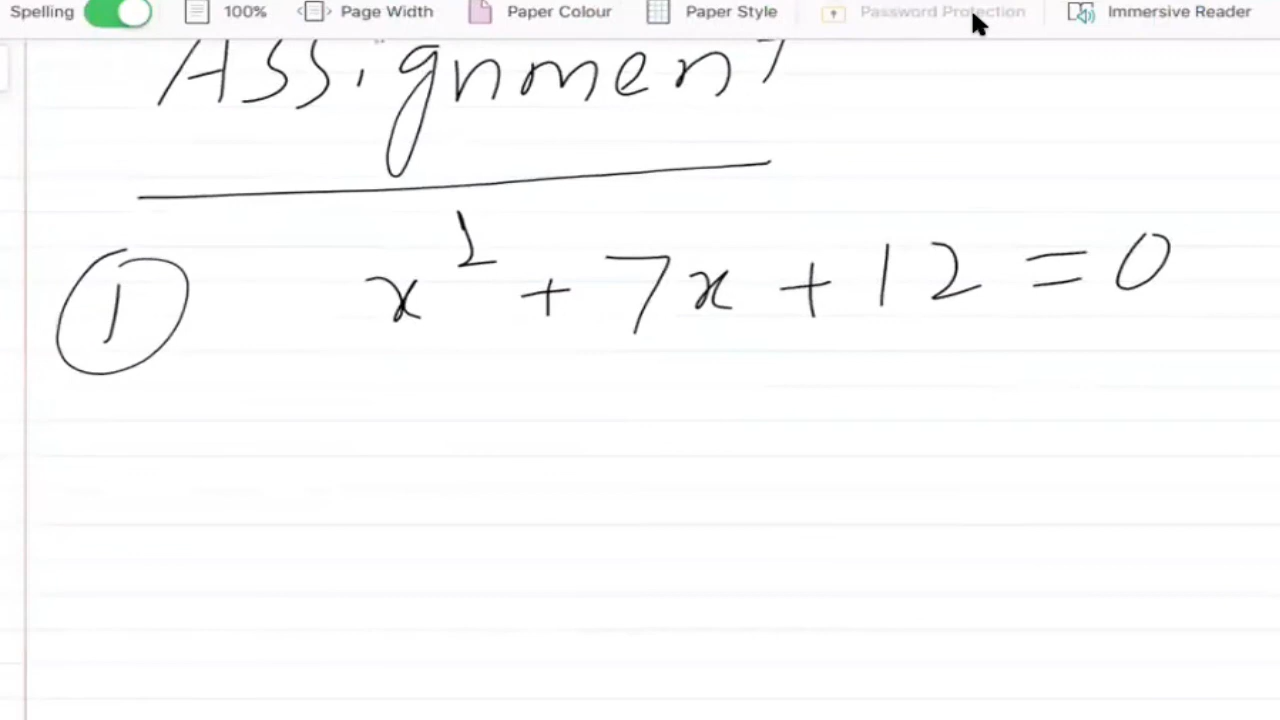 Spelling 100% Page Width Paper Colour Paper Style Password Protection Immersive Reader
Assignment
① x² + 7x + 12 = 0